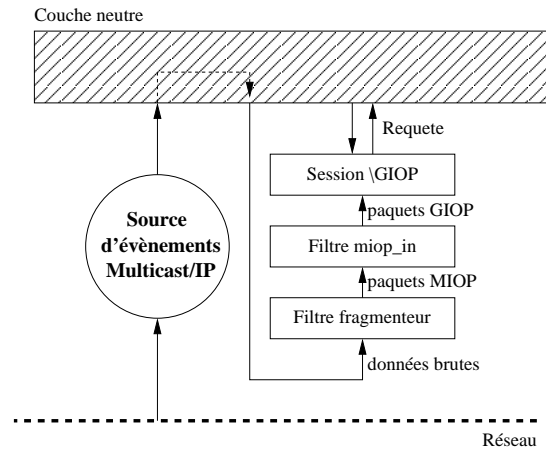 Couche neutre
Requete
Session \GIOP
paquets GIOP
Source
d'évènements
Multicast/IP
Filtre miop_in
paquets MIOP
Filtre fragmenteur
données brutes
Réseau